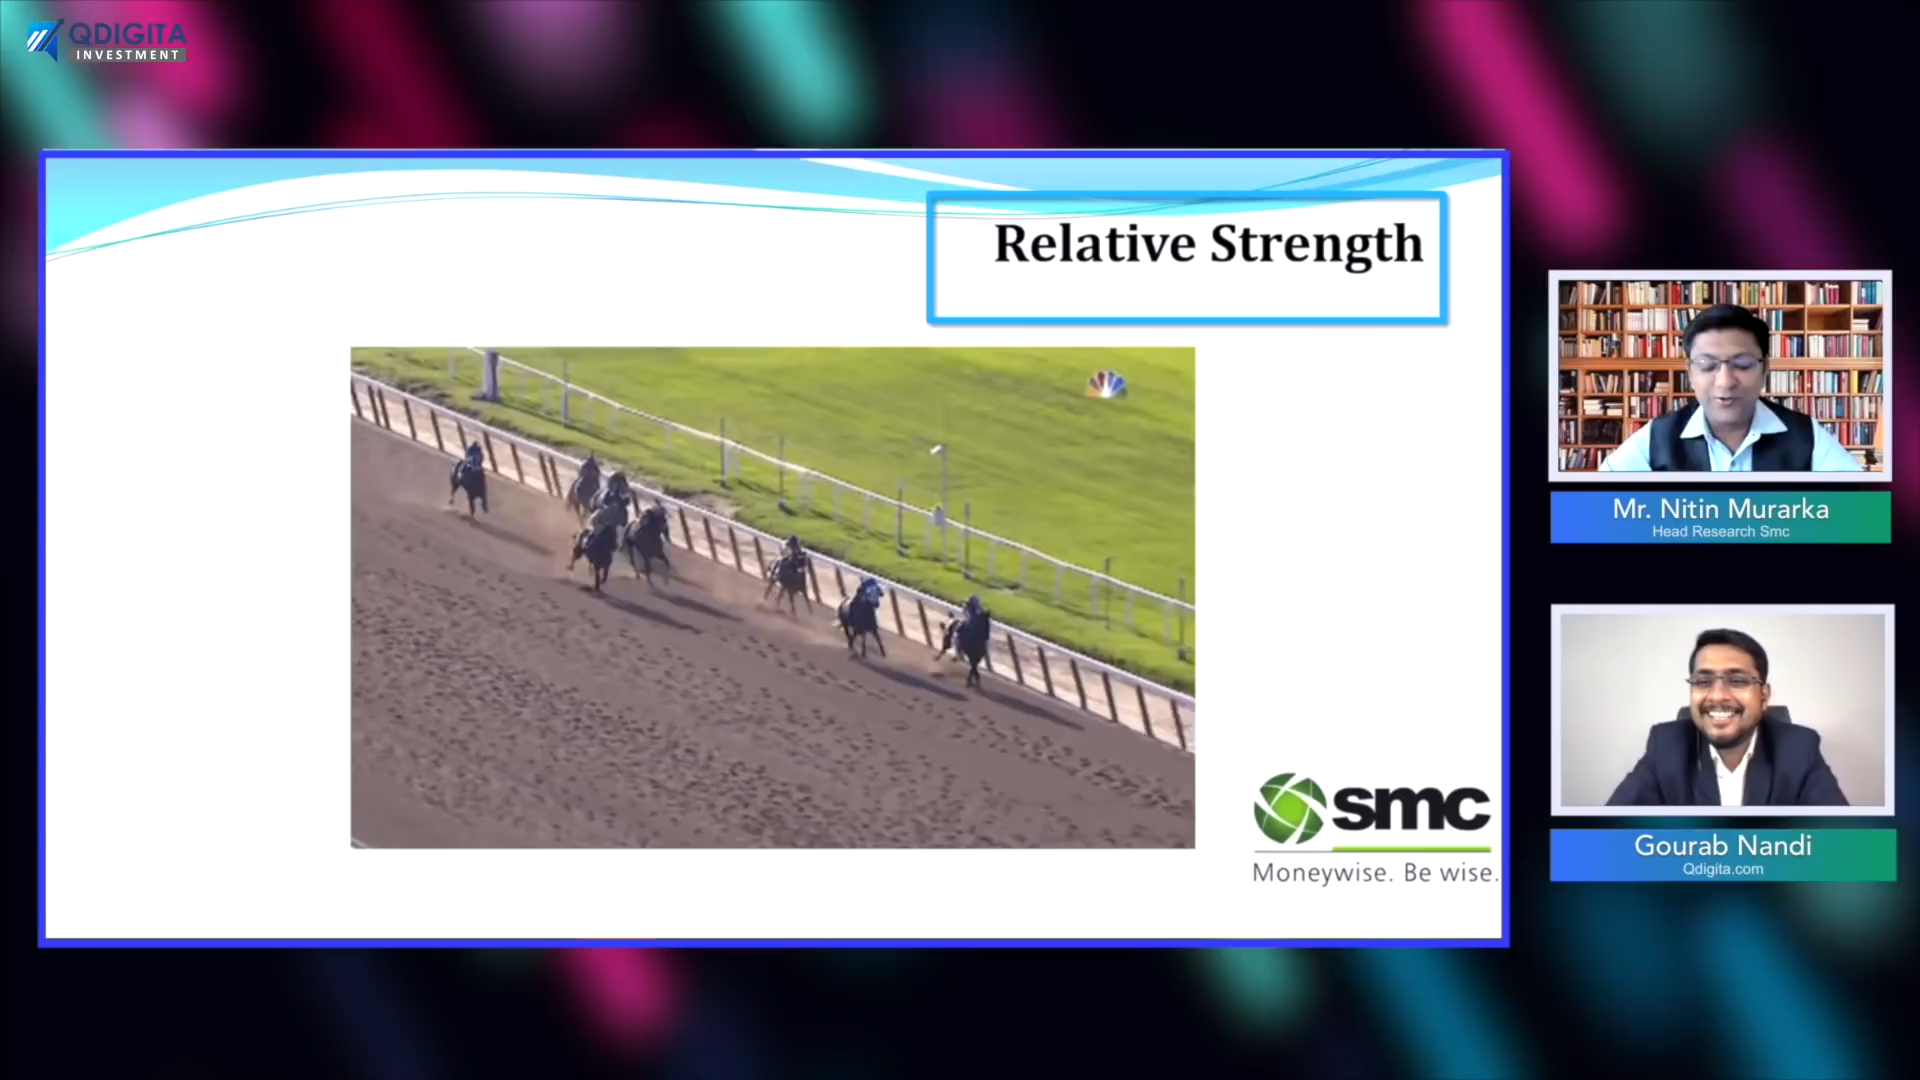 QDIGITA
INVESTMENT
Relative Strength
smc
Moneywise. Be wise.
Mr. Nitin Murarka
Head Research Smc
Gourab Nandi
Qdigita.com